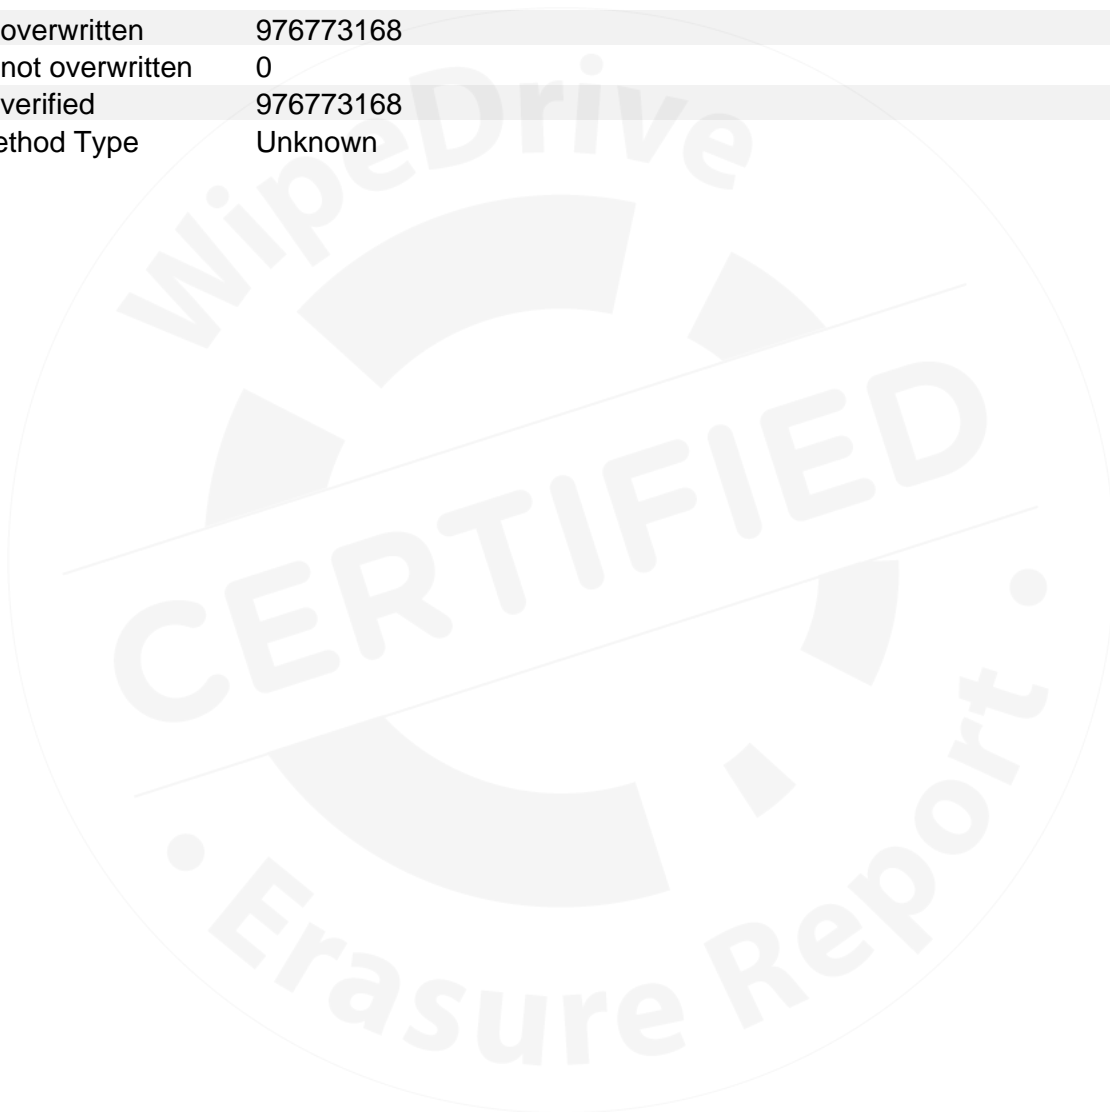 overwritten 976773168
not overwritten 0
verified 976773168
ethod Type Unknown
WipeDrive
CERTIFIED
• Erasure Report •